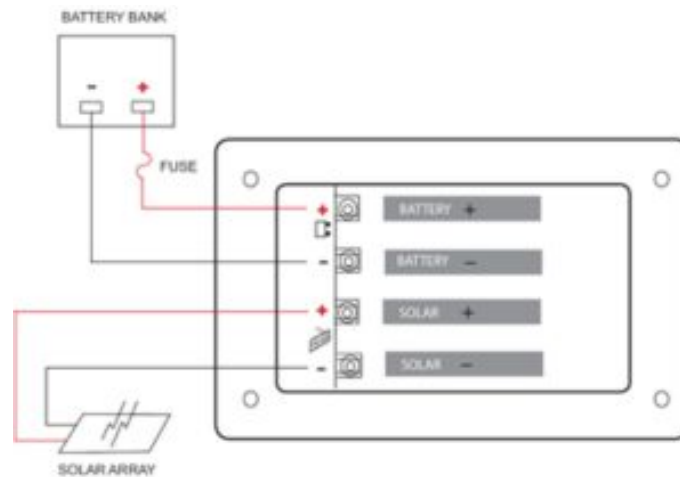 BATTERY BANK
- +
FUSE
+ BATTERY +
- BATTERY -
+ SOLAR +
- SOLAR -
SOLAR ARRAY